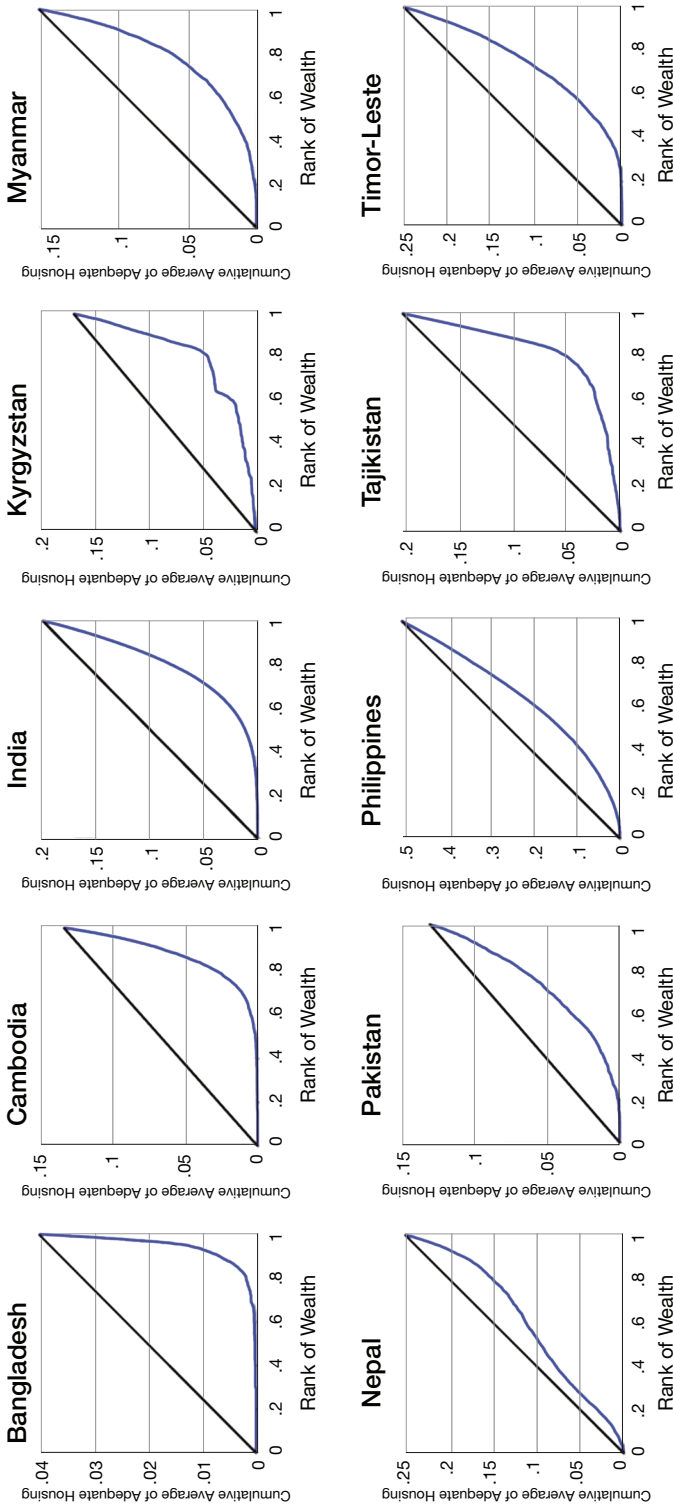 Bangladesh
Cumulative Average of Adequate Housing
.04
.03
.02
.01
0
0 .2 .4 .6 .8 1
Rank of Wealth
Cambodia
Cumulative Average of Adequate Housing
.15
.1
.05
0
0 .2 .4 .6 .8 1
Rank of Wealth
India
Cumulative Average of Adequate Housing
.2
.15
.1
.05
0
0 .2 .4 .6 .8 1
Rank of Wealth
Kyrgyzstan
Cumulative Average of Adequate Housing
.2
.15
.1
.05
0
0 .2 .4 .6 .8 1
Rank of Wealth
Myanmar
Cumulative Average of Adequate Housing
.15
.1
.05
0
0 .2 .4 .6 .8 1
Rank of Wealth
Nepal
Cumulative Average of Adequate Housing
.25
.2
.15
.1
.05
0
0 .2 .4 .6 .8 1
Rank of Wealth
Pakistan
Cumulative Average of Adequate Housing
.15
.1
.05
0
0 .2 .4 .6 .8 1
Rank of Wealth
Philippines
Cumulative Average of Adequate Housing
.5
.4
.3
.2
.1
0
0 .2 .4 .6 .8 1
Rank of Wealth
Tajikistan
Cumulative Average of Adequate Housing
.2
.15
.1
.05
0
0 .2 .4 .6 .8 1
Rank of Wealth
Timor-Leste
Cumulative Average of Adequate Housing
.25
.2
.15
.1
.05
0
0 .2 .4 .6 .8 1
Rank of Wealth